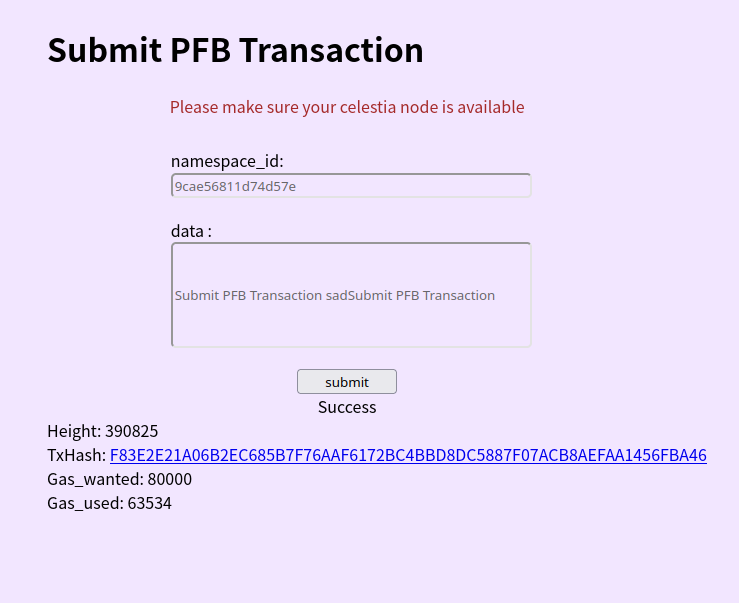 Submit PFB Transaction
Please make sure your celestia node is available
namespace_id:
9cae56811d74d57e
data :
Submit PFB Transaction sadSubmit PFB Transaction
submit
Success
Height: 390825
TxHash: F83E2E21A06B2EC685B7F76AAF6172BC4BBD8DC5887F07ACB8AEFAA1456FBA46
Gas_wanted: 80000
Gas_used: 63534